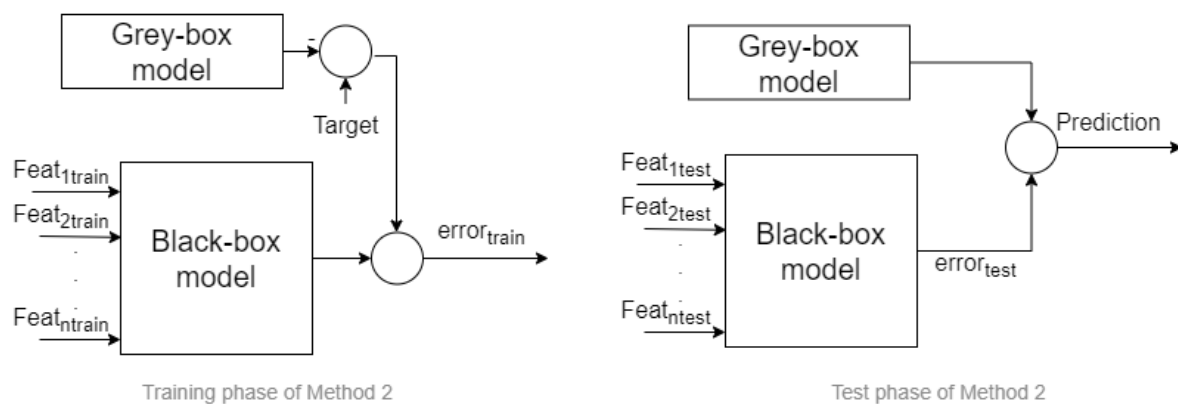 Grey-box
model
-
Target
Feat1train
Feat2train
Featntrain
Black-box
model
errortrain
Training phase of Method 2
Grey-box
model
Prediction
Feat1test
Feat2test
Featntest
Black-box
model
errortest
Test phase of Method 2